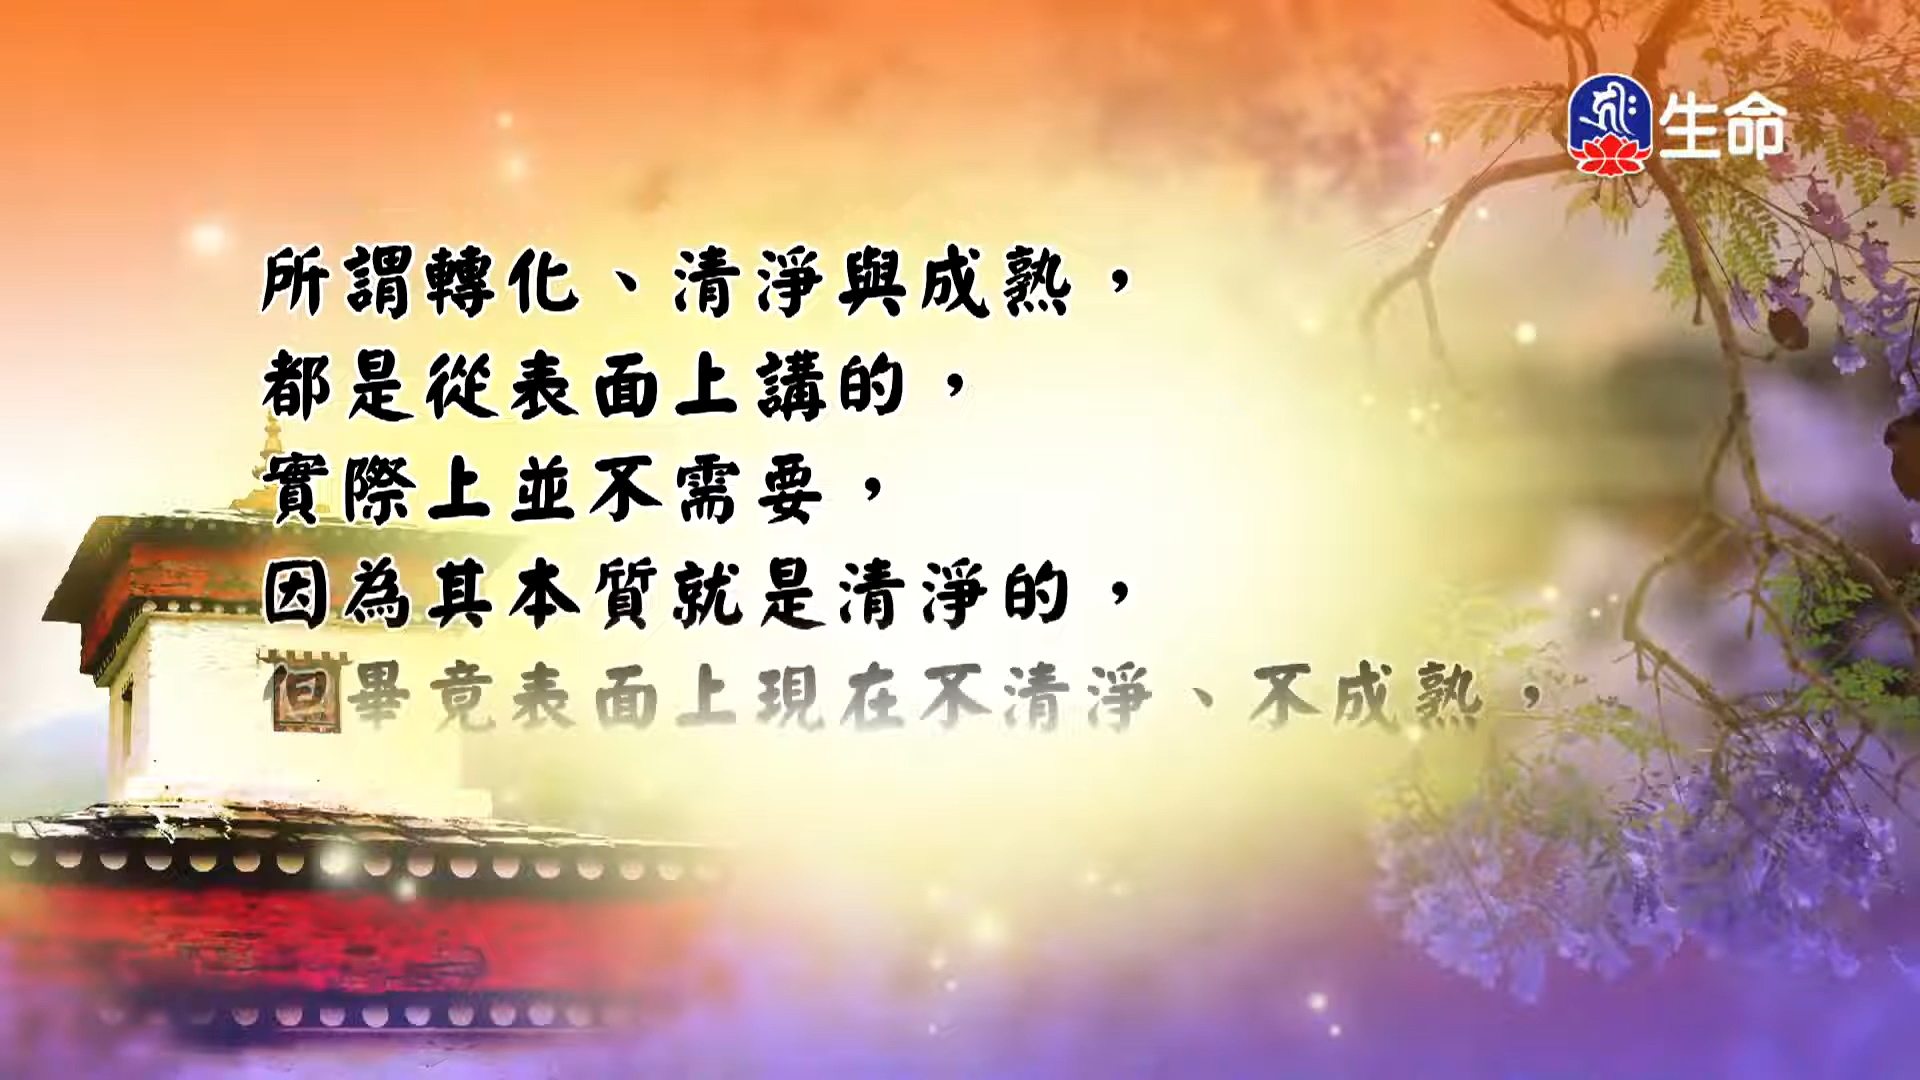 生命
所謂轉化、清淨與成熟，
都是從表面上講的，
實際上並不需要，
因為其本質就是清淨的，
但畢竟表面上現在不清淨、不成熟，